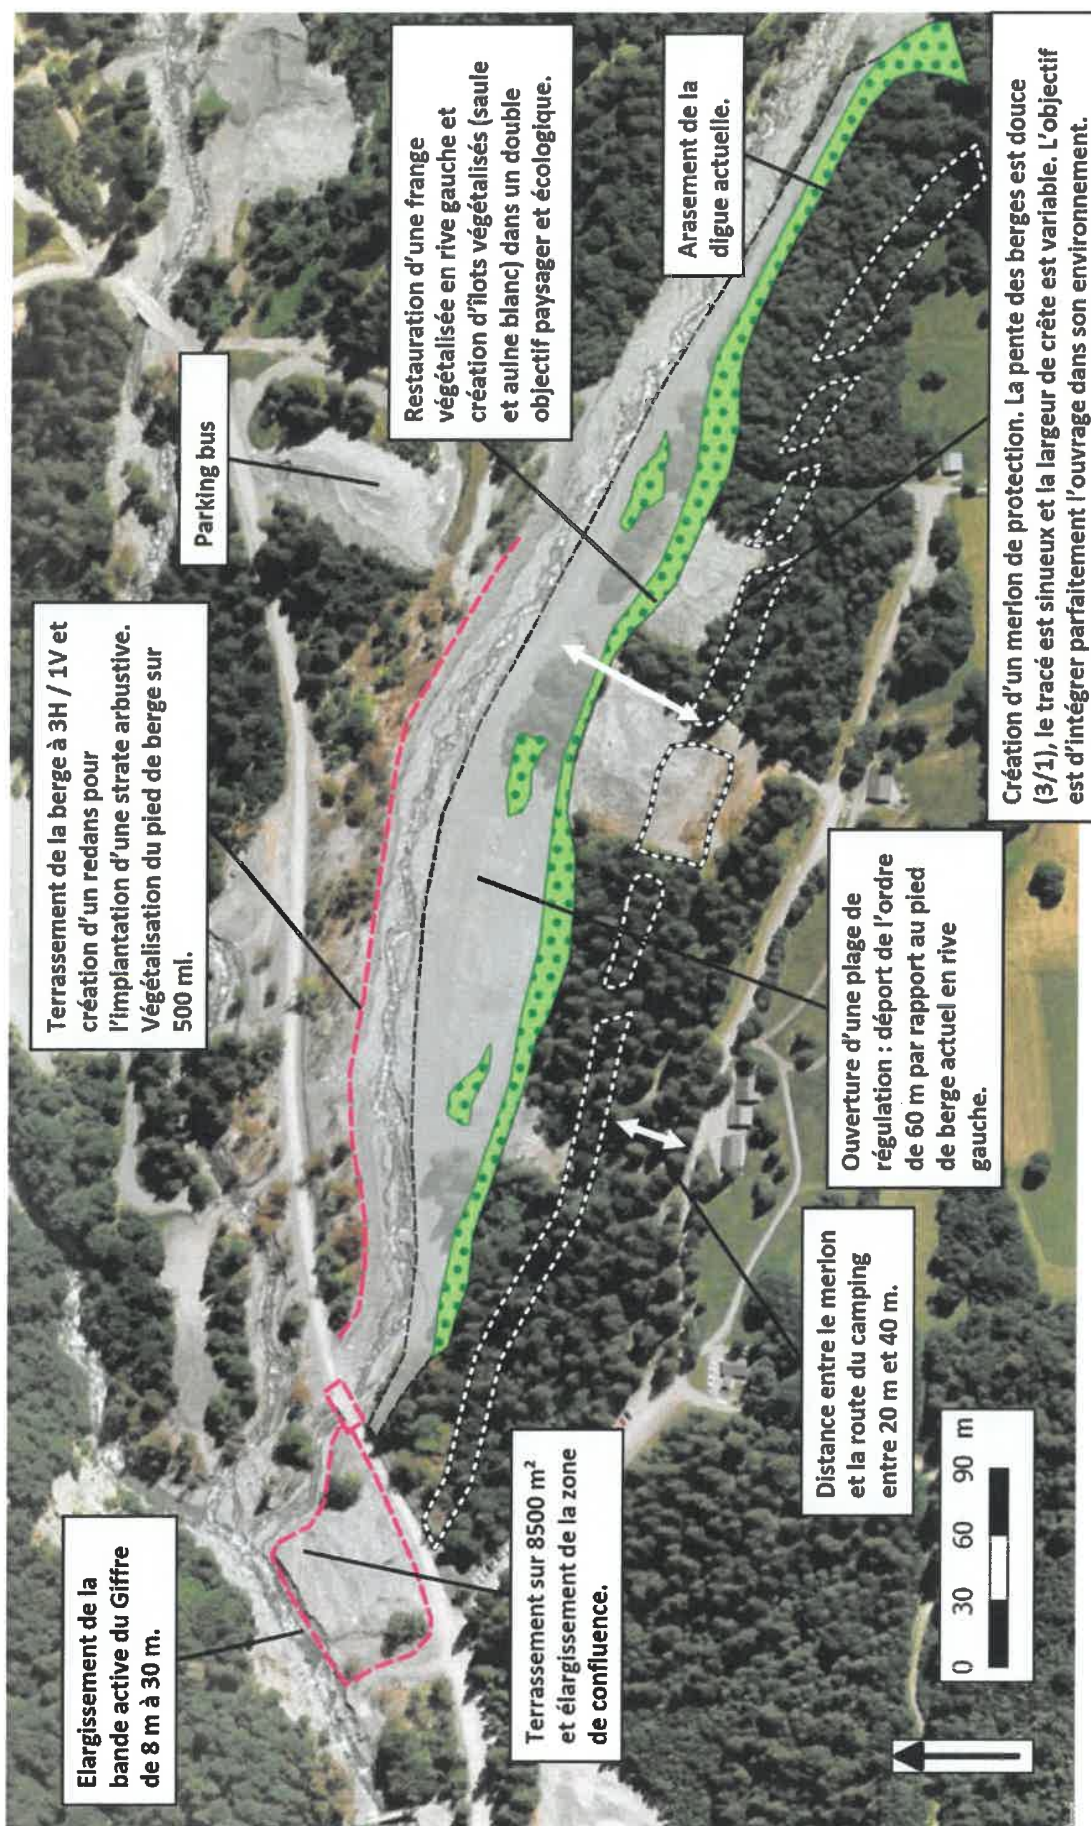 Elargissement de la
bande active du Giffre
de 8 m à 30 m.
Terrassement de la berge à 3H / 1V et
création d'un redans pour
l'implantation d'une strate arbustive.
Végétalisation du pied de berge sur
500 ml.
Parking bus
Restauration d'une frange
végétalisée en rive gauche et
création d'îlots végétalisés (saule
et aulne blanc) dans un double
objectif paysager et écologique.
Arasement de la
digue actuelle.
Terrassement sur 8500 m²
et élargissement de la zone
de confluence.
Distance entre le merlon
et la route du camping
entre 20 m et 40 m.
Ouverture d'une plage de
régulation : déport de l'ordre
de 60 m par rapport au pied
de berge actuel en rive
gauche.
Création d'un merlon de protection. La pente des berges est douce
(3/1), le tracé est sinueux et la largeur de crête est variable. L'objectif
est d'intégrer parfaitement l'ouvrage dans son environnement.
0 30 60 90 m